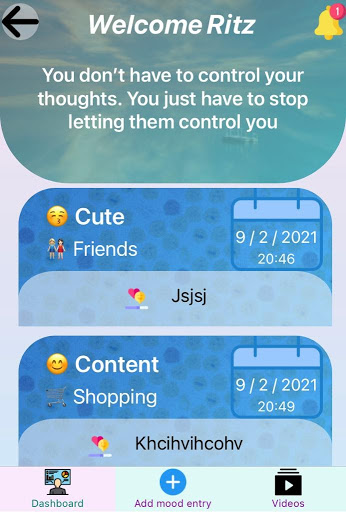 Welcome Ritz
1
You don't have to control your
thoughts. You just have to stop
letting them control you
Cute
Friends
9 / 2 / 2021
20:46
Jsjsj
Content
Shopping
9 / 2 / 2021
20:49
Khcihvihcohv
Dashboard
Add mood entry
Videos